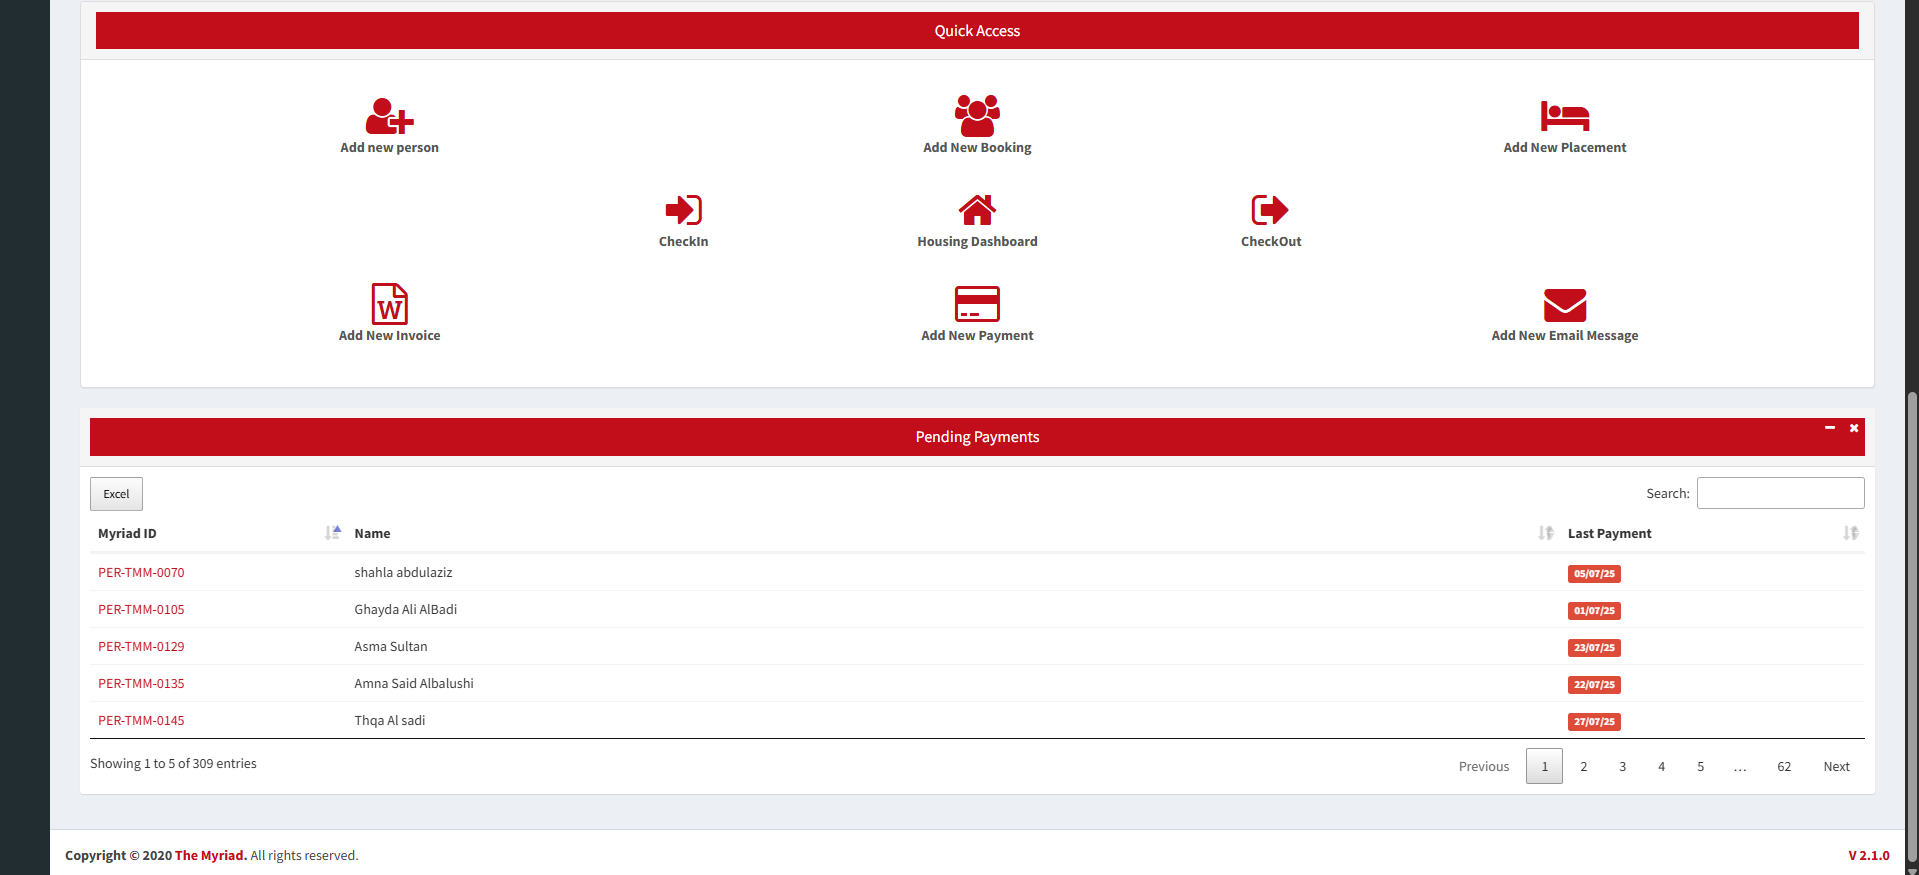 Quick Access
Add new person
Add New Booking
Add New Placement
CheckIn
Housing Dashboard
CheckOut
W
Add New Invoice
Add New Payment
Add New Email Message
Pending Payments
Excel
Search:
Myriad ID Name Last Payment
PER-TMM-0070 shahla abdulaziz 05/07/25
PER-TMM-0105 Ghayda Ali AlBadi 01/07/25
PER-TMM-0129 Asma Sultan 23/07/25
PER-TMM-0135 Amna Said Albalushi 22/07/25
PER-TMM-0145 Thqa Al sadi 27/07/25
Showing 1 to 5 of 309 entries
Previous 1 2 3 4 5 … 62 Next
Copyright © 2020 The Myriad. All rights reserved.
V 2.1.0